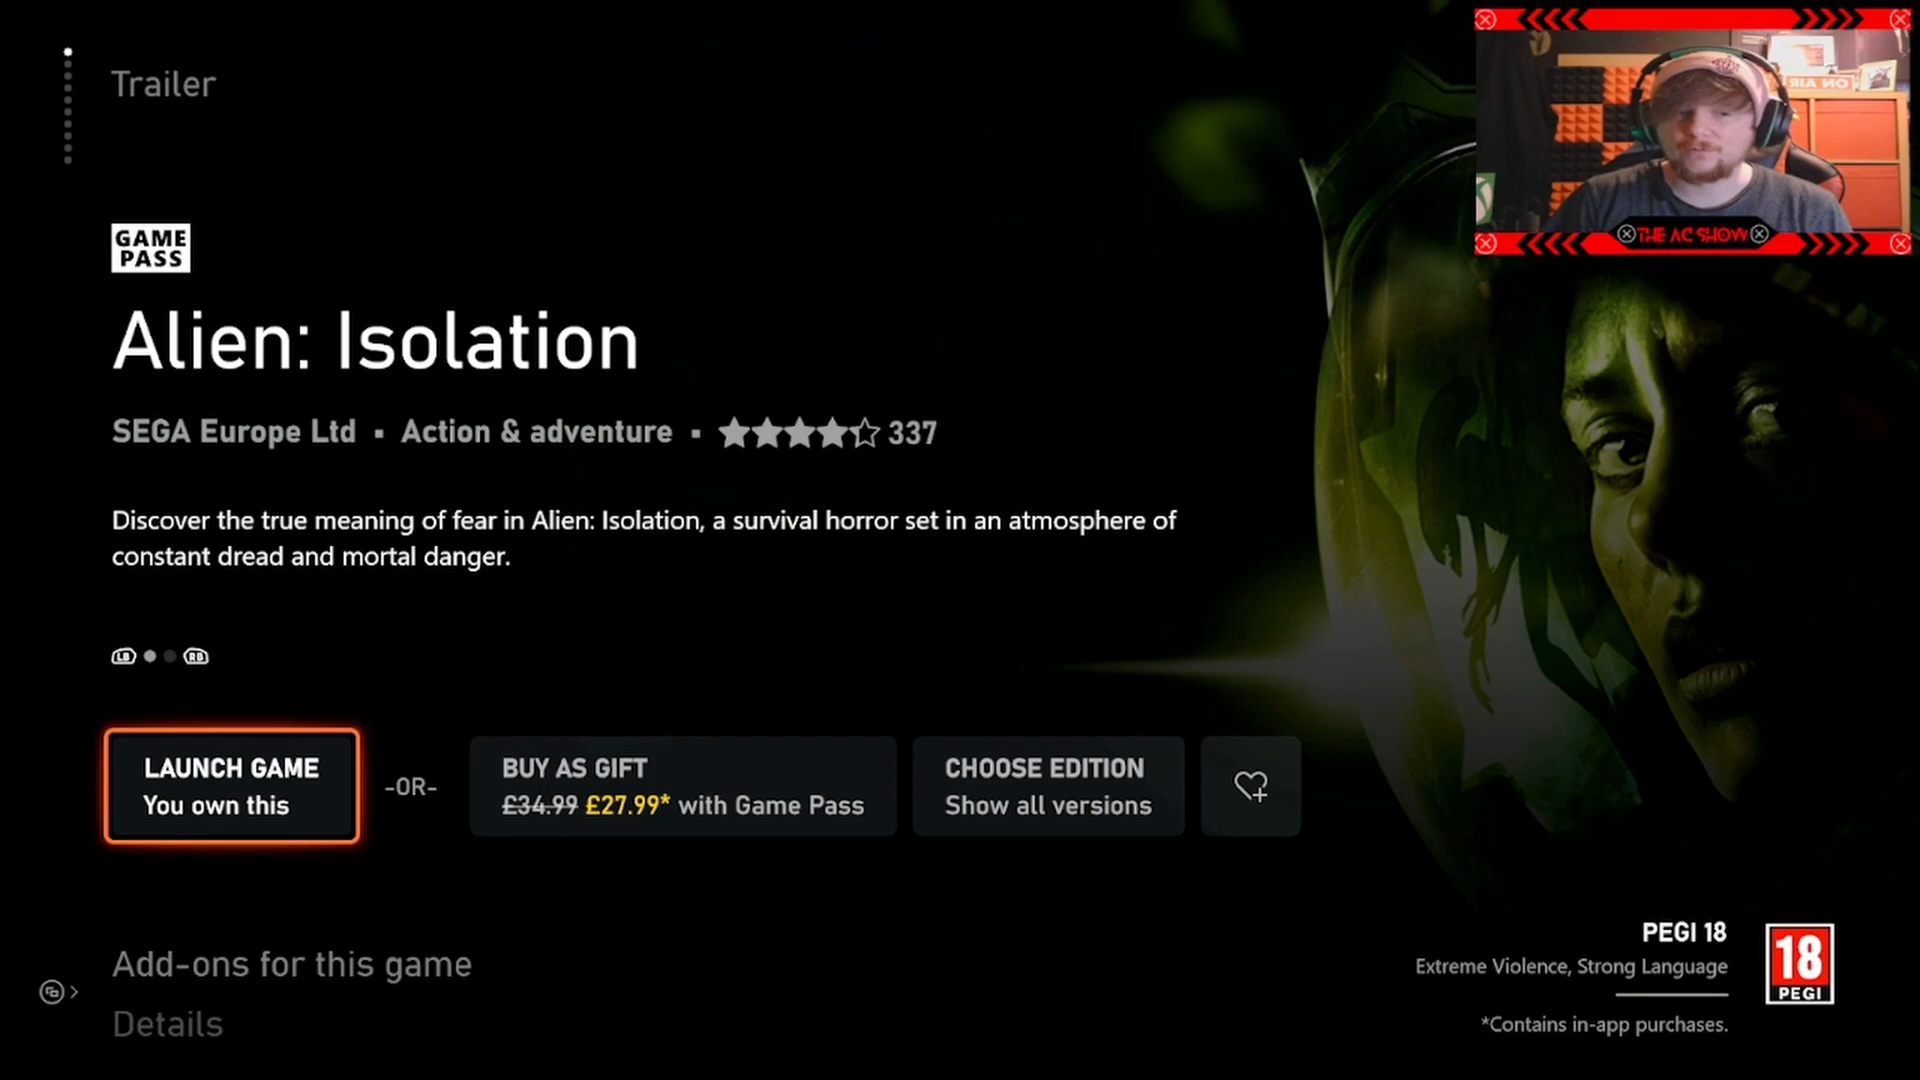 Trailer
GAME
PASS
Alien: Isolation
SEGA Europe Ltd ▪ Action & adventure ▪ 337
Discover the true meaning of fear in Alien: Isolation, a survival horror set in an atmosphere of
constant dread and mortal danger.
LB RB
LAUNCH GAME
You own this
-OR-
BUY AS GIFT
£34.99 £27.99* with Game Pass
CHOOSE EDITION
Show all versions
Add-ons for this game
Details
PEGI 18
Extreme Violence, Strong Language
*Contains in-app purchases.
18
PEGI
ON AIR
THE AC SHOW